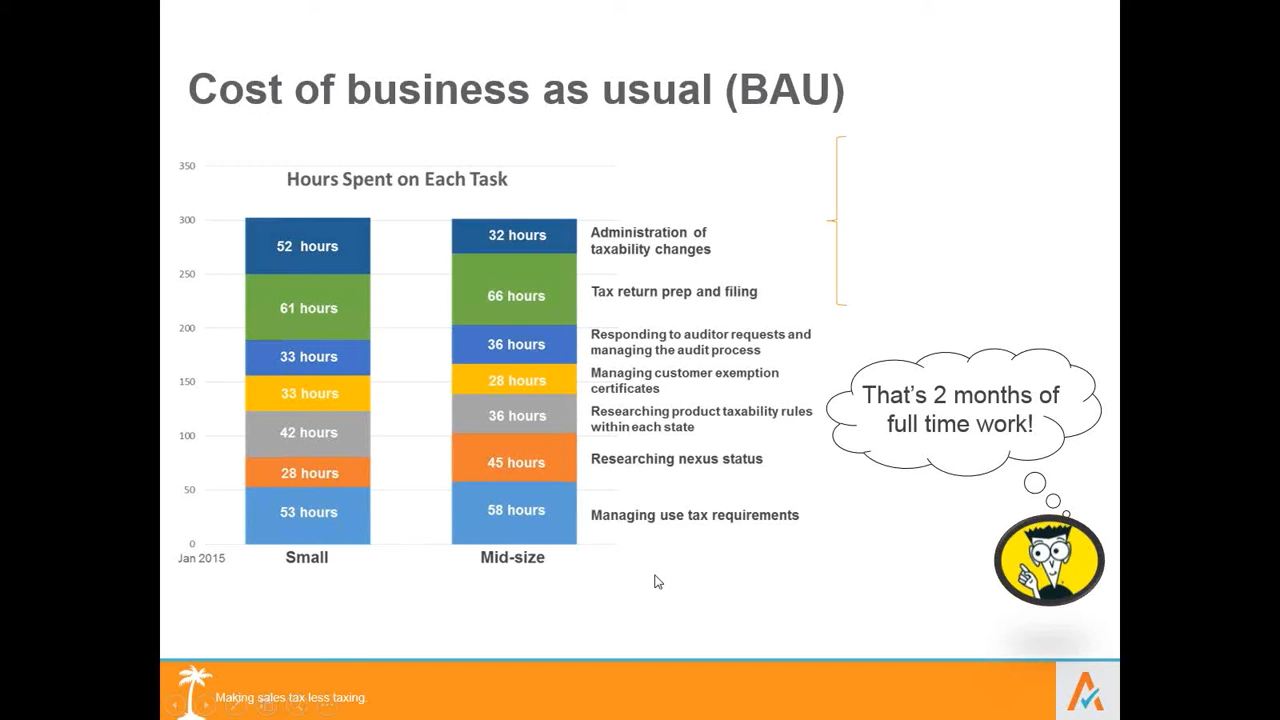 Cost of business as usual (BAU)
Hours Spent on Each Task
350
300
250
200
150
100
50
0
Jan 2015
52 hours
61 hours
33 hours
33 hours
42 hours
28 hours
53 hours
Small
32 hours
66 hours
36 hours
28 hours
36 hours
45 hours
58 hours
Mid-size
Administration of
taxability changes
Tax return prep and filing
Responding to auditor requests and
managing the audit process
Managing customer exemption
certificates
Researching product taxability rules
within each state
Researching nexus status
Managing use tax requirements
That's 2 months of
full time work!
Making sales tax less taxing.